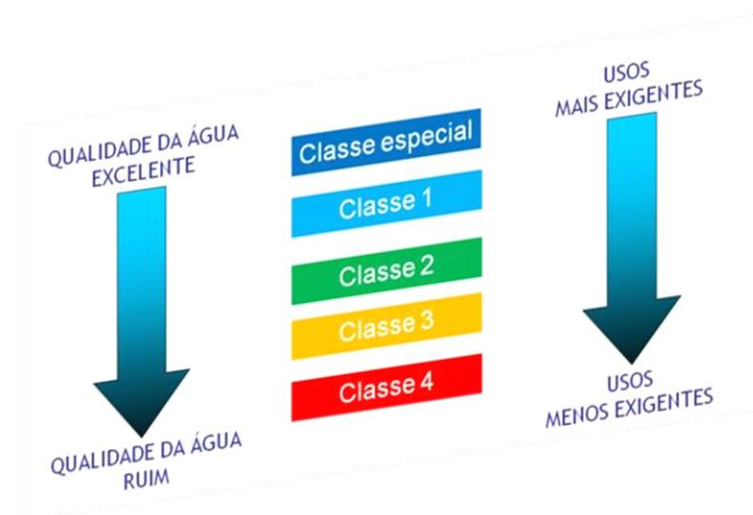 QUALIDADE DA ÁGUA
EXCELENTE
Classe especial
Classe 1
Classe 2
Classe 3
Classe 4
QUALIDADE DA ÁGUA
RUIM
USOS
MAIS EXIGENTES
USOS
MENOS EXIGENTES